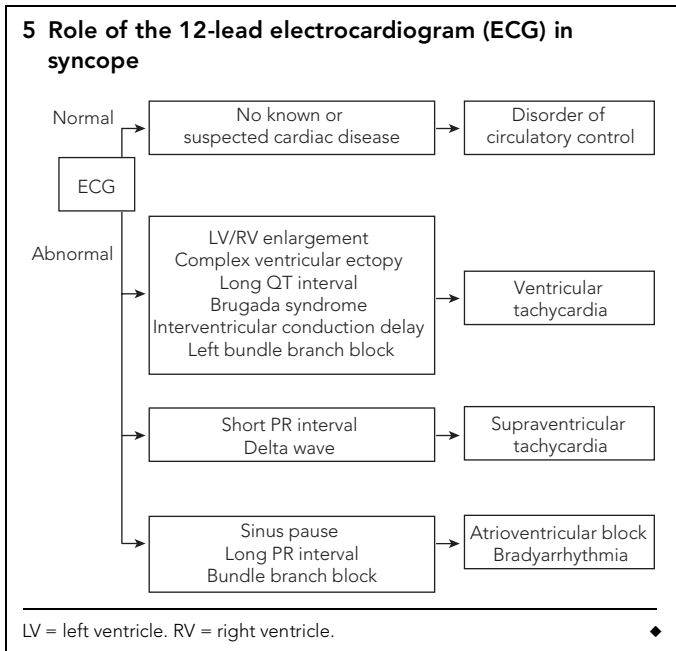 5 Role of the 12-lead electrocardiogram (ECG) in
syncope
Normal
No known or
suspected cardiac disease
Disorder of
circulatory control
ECG
Abnormal
LV/RV enlargement
Complex ventricular ectopy
Long QT interval
Brugada syndrome
Interventricular conduction delay
Left bundle branch block
Ventricular
tachycardia
Short PR interval
Delta wave
Supraventricular
tachycardia
Sinus pause
Long PR interval
Bundle branch block
Atrioventricular block
Bradyarrhythmia
LV = left ventricle. RV = right ventricle.